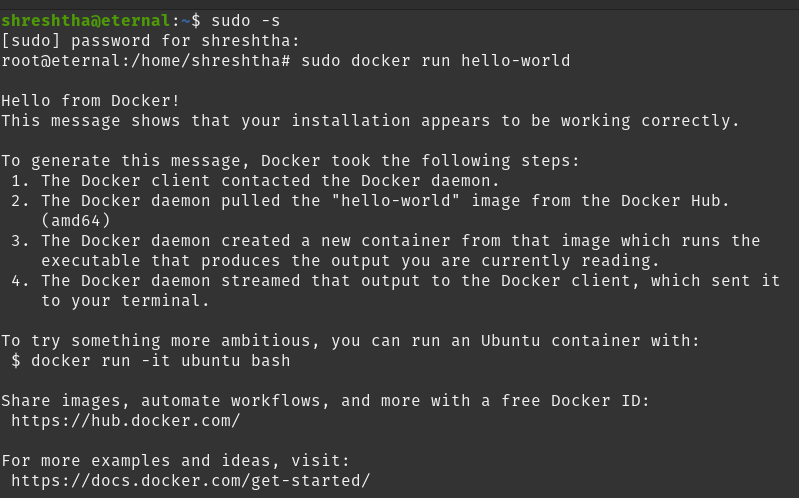 shreshtha@eternal:~$ sudo -s
[sudo] password for shreshtha:
root@eternal:/home/shreshtha# sudo docker run hello-world

Hello from Docker!
This message shows that your installation appears to be working correctly.

To generate this message, Docker took the following steps:
 1. The Docker client contacted the Docker daemon.
 2. The Docker daemon pulled the "hello-world" image from the Docker Hub.
    (amd64)
 3. The Docker daemon created a new container from that image which runs the
    executable that produces the output you are currently reading.
 4. The Docker daemon streamed that output to the Docker client, which sent it
    to your terminal.

To try something more ambitious, you can run an Ubuntu container with:
 $ docker run -it ubuntu bash

Share images, automate workflows, and more with a free Docker ID:
 https://hub.docker.com/

For more examples and ideas, visit:
 https://docs.docker.com/get-started/